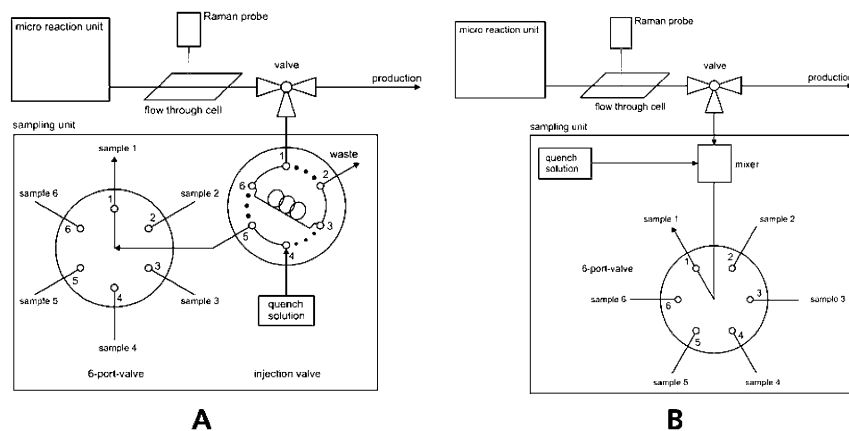 Raman probe
micro reaction unit
valve
production
flow through cell
sampling unit
sample 1
waste
sample 6
sample 2
1
2
6
3
5
4
1
2
6
3
5
4
sample 5
sample 3
sample 4
quench
solution
6-port-valve
injection valve
A
Raman probe
micro reaction unit
valve
production
flow through cell
sampling unit
quench
solution
mixer
sample 1
sample 2
6-port-valve
1
2
sample 6
6
3
sample 3
5
4
sample 5
sample 4
B